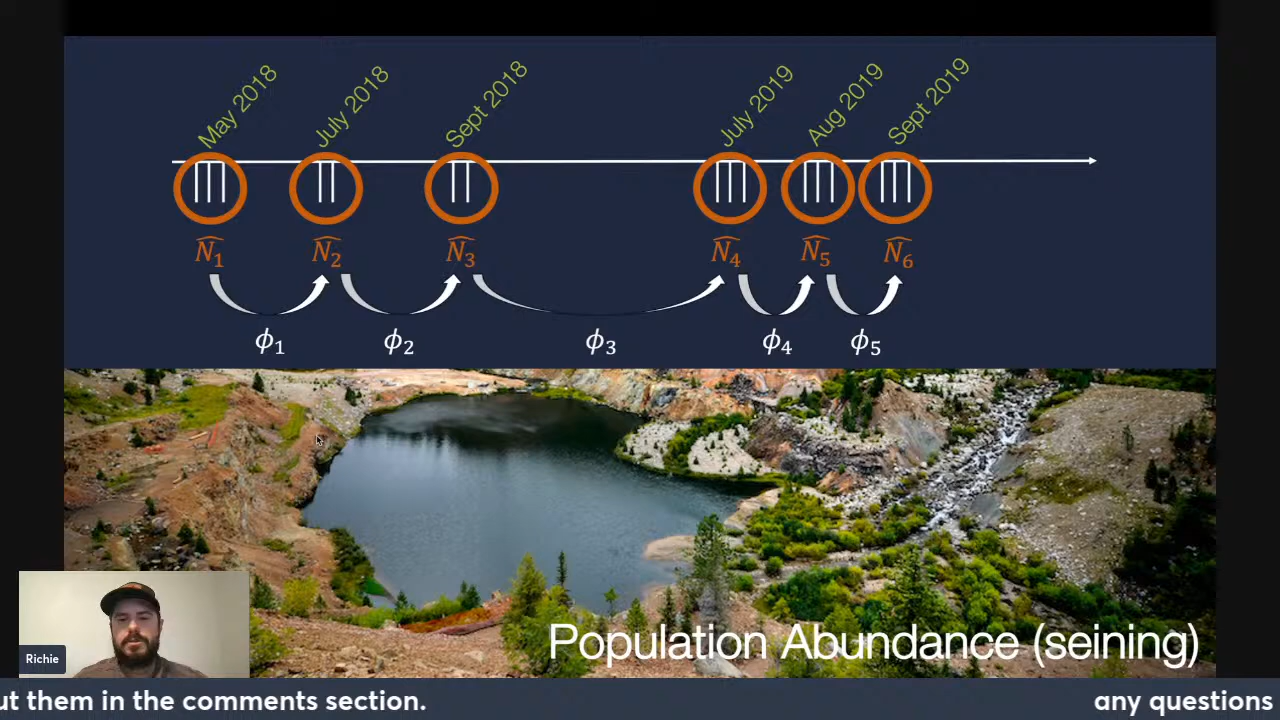 May 2018
July 2018
Sept 2018
July 2019
Aug 2019
Sept 2019
N̂₁
N̂₂
N̂₃
N̂₄
N̂₅
N̂₆
ϕ₁
ϕ₂
ϕ₃
ϕ₄
ϕ₅
Population Abundance (seining)
Richie
ut them in the comments section. any questions